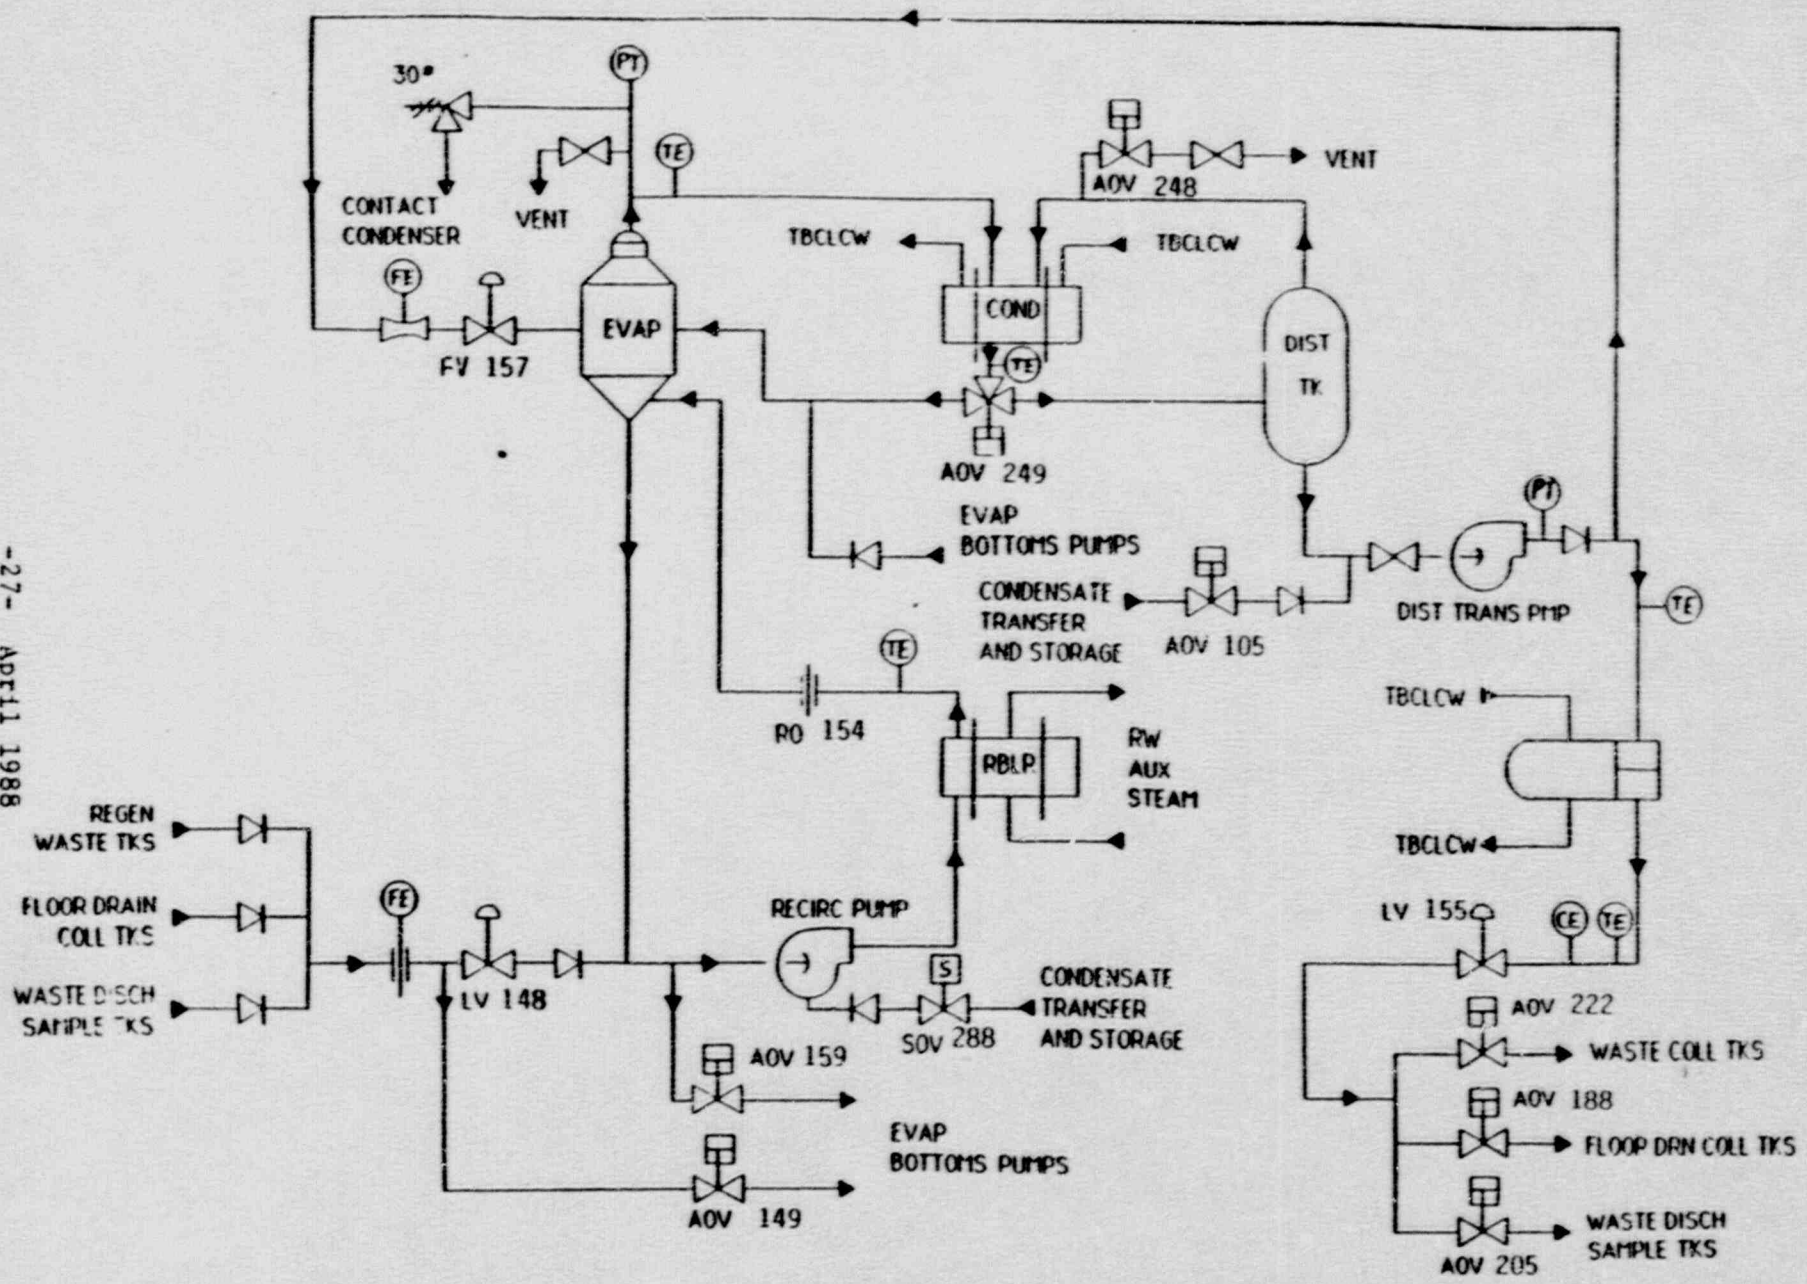 PT
30°
TE
VENT
AOV 248
CONTACT
CONDENSER
VENT
TBCLCW
TBCLCW
FE
COND
EVAP
DIST
TK
FV 157
TE
AOV 249
PT
EVAP
BOTTOMS PUMPS
CONDENSATE
TRANSFER
AND STORAGE
AOV 105
DIST TRANS PMP
TE
TE
-27- April 1988
TBCLCW
RO 154
RW
AUX
STEAM
RBLR
REGEN
WASTE TKS
TBCLCW
FE
FLOOR DRAIN
COLL TKS
RECIRC PUMP
LV 155
CE
TE
S
CONDENSATE
TRANSFER
AND STORAGE
WASTE DISCH
SAMPLE TKS
LV 148
SOV 288
AOV 222
WASTE COLL TKS
AOV 159
AOV 188
EVAP
BOTTOMS PUMPS
FLOOR DRN COLL TKS
AOV 149
WASTE DISCH
SAMPLE TKS
AOV 205